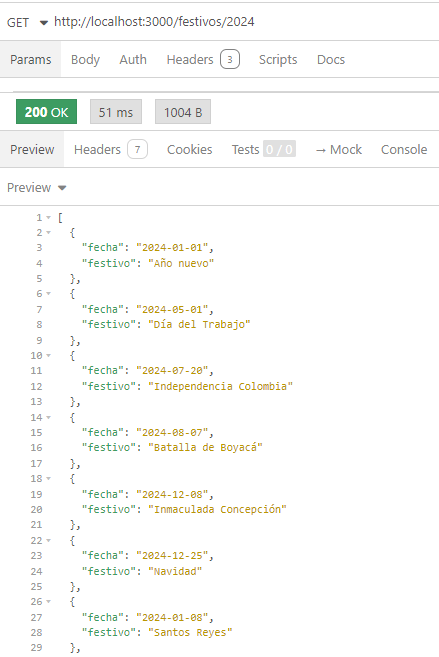 GET http://localhost:3000/festivos/2024
Params Body Auth Headers 3 Scripts Docs
200 OK 51 ms 1004 B
Preview Headers 7 Cookies Tests 0 / 0 → Mock Console
Preview
1 [
2 {
3 "fecha": "2024-01-01",
4 "festivo": "Año nuevo"
5 },
6 {
7 "fecha": "2024-05-01",
8 "festivo": "Día del Trabajo"
9 },
10 {
11 "fecha": "2024-07-20",
12 "festivo": "Independencia Colombia"
13 },
14 {
15 "fecha": "2024-08-07",
16 "festivo": "Batalla de Boyacá"
17 },
18 {
19 "fecha": "2024-12-08",
20 "festivo": "Inmaculada Concepción"
21 },
22 {
23 "fecha": "2024-12-25",
24 "festivo": "Navidad"
25 },
26 {
27 "fecha": "2024-01-08",
28 "festivo": "Santos Reyes"
29 },